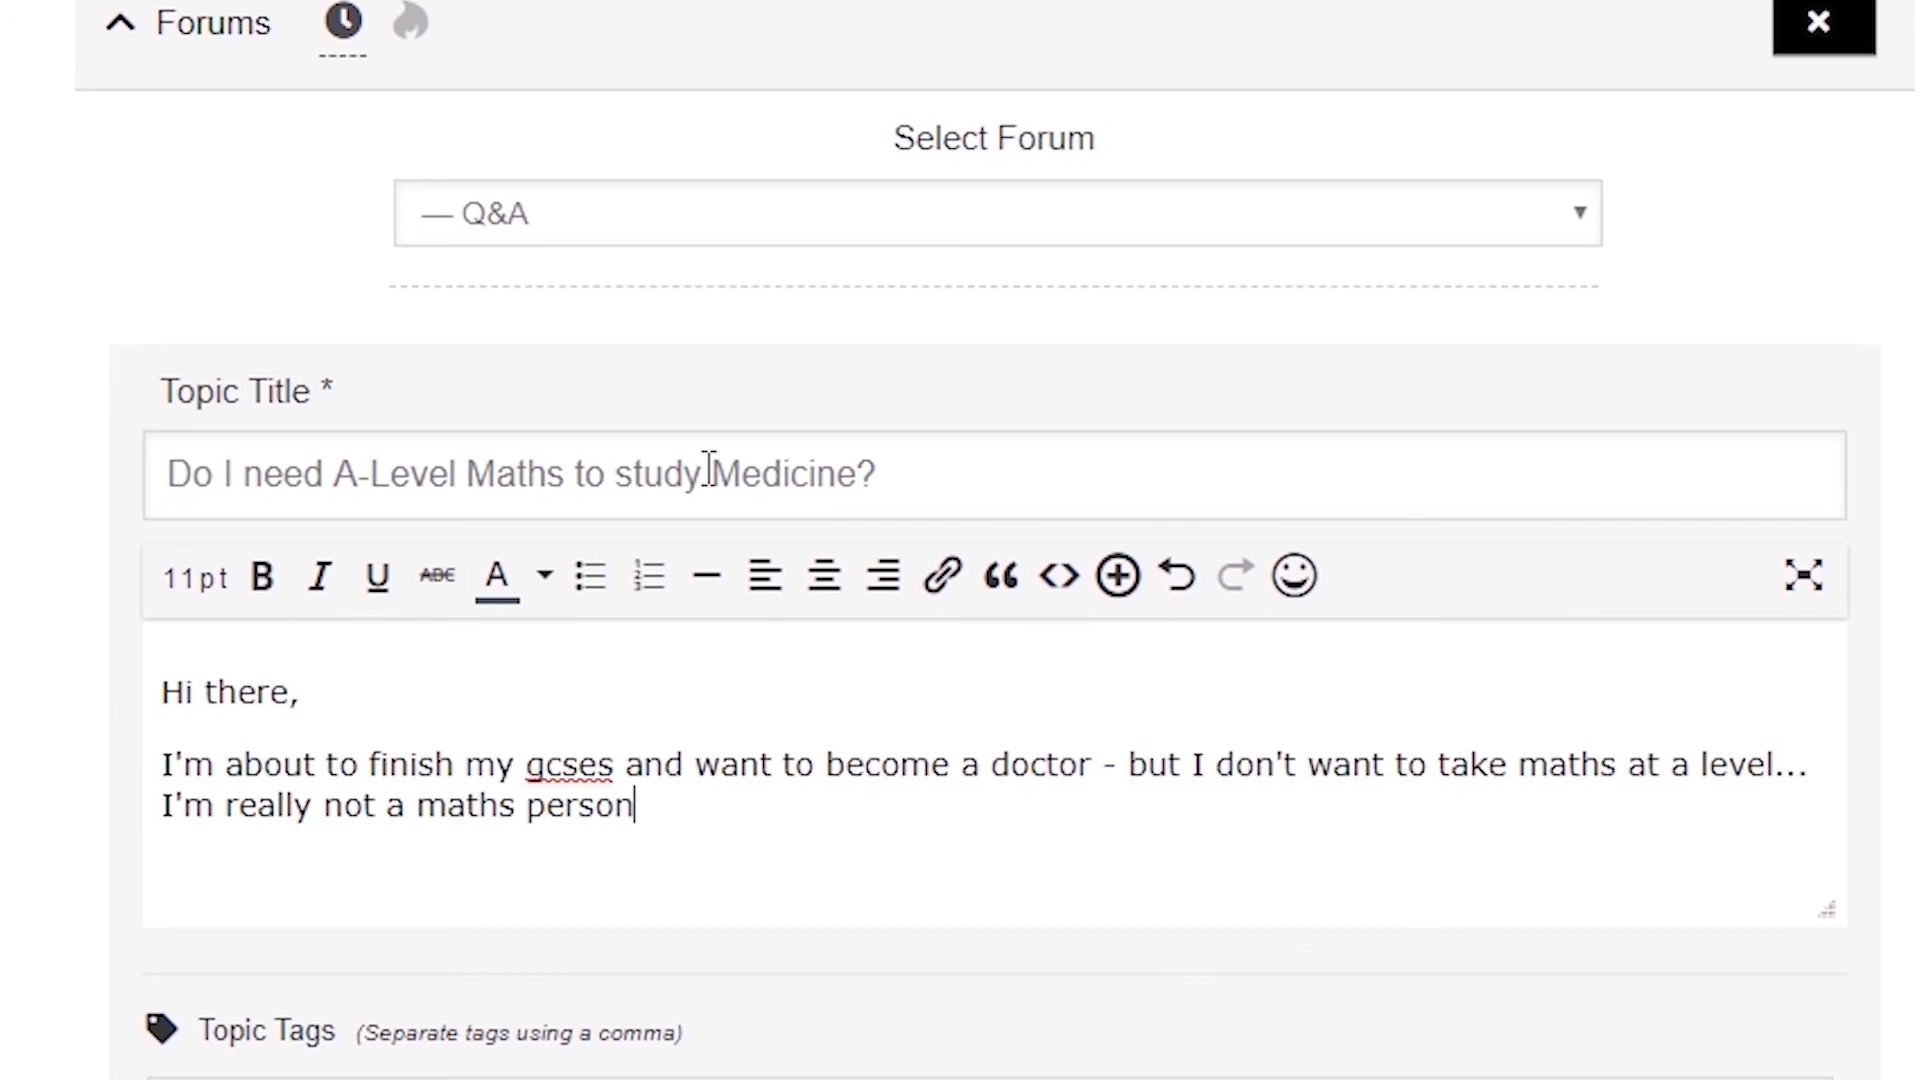 Forums
Select Forum
— Q&A
Topic Title *
Do I need A-Level Maths to study Medicine?
11pt B I U ABC A
Hi there,
I'm about to finish my gcses and want to become a doctor - but I don't want to take maths at a level...
I'm really not a maths person
Topic Tags (Separate tags using a comma)